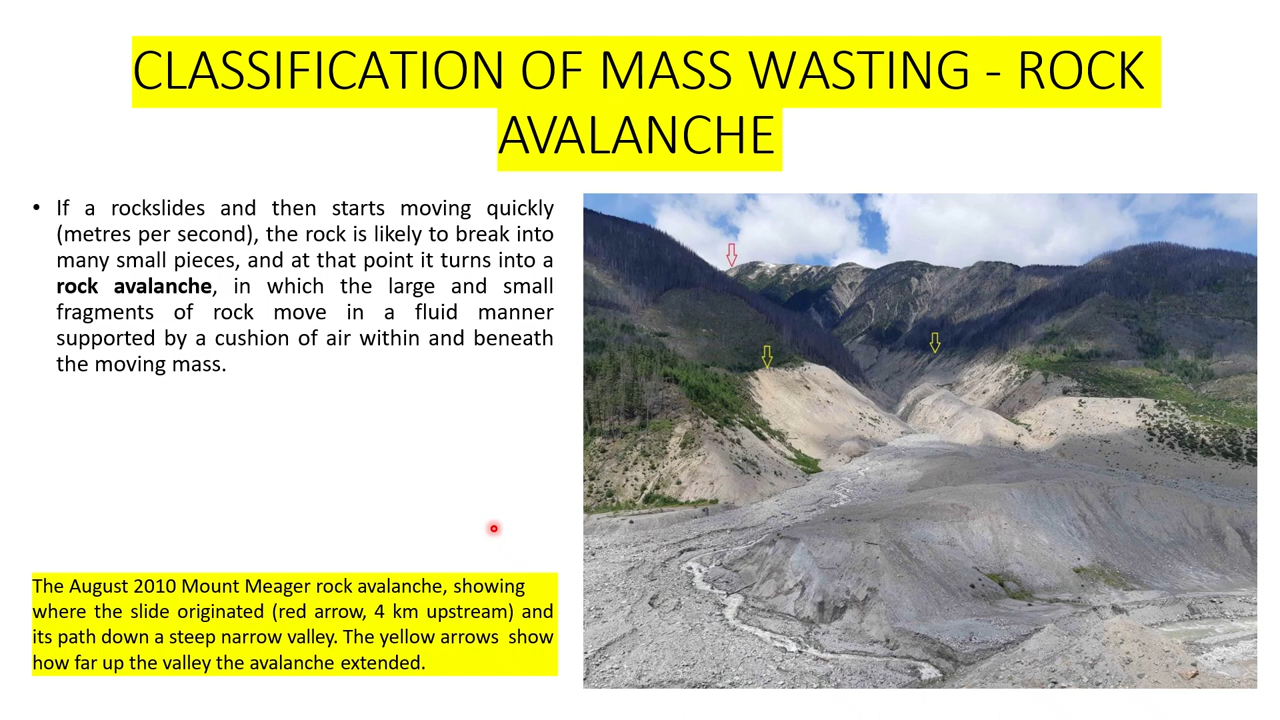 CLASSIFICATION OF MASS WASTING - ROCK
AVALANCHE
• If a rockslides and then starts moving quickly
(metres per second), the rock is likely to break into
many small pieces, and at that point it turns into a
rock avalanche, in which the large and small
fragments of rock move in a fluid manner
supported by a cushion of air within and beneath
the moving mass.
The August 2010 Mount Meager rock avalanche, showing
where the slide originated (red arrow, 4 km upstream) and
its path down a steep narrow valley. The yellow arrows show
how far up the valley the avalanche extended.